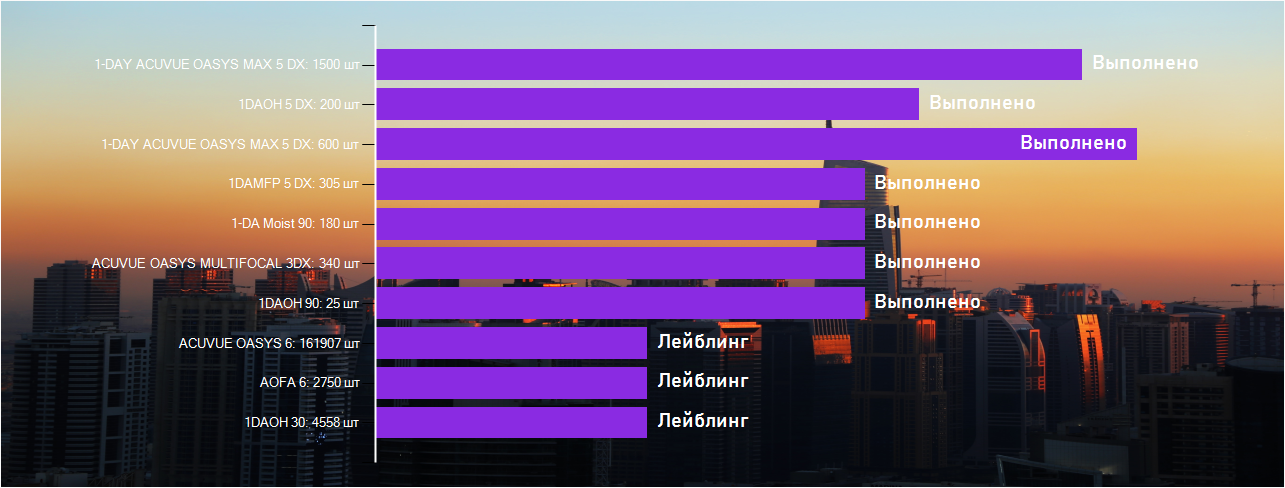 1-DAY ACUVUE OASYS MAX 5 DX: 1500 шт Выполнено
1DAOH 5 DX: 200 шт Выполнено
1-DAY ACUVUE OASYS MAX 5 DX: 600 шт Выполнено
1DAMFP 5 DX: 305 шт Выполнено
1-DA Moist 90: 180 шт Выполнено
ACUVUE OASYS MULTIFOCAL 3DX: 340 шт Выполнено
1DAOH 90: 25 шт Выполнено
ACUVUE OASYS 6: 161907 шт Лейблинг
AOFA 6: 2750 шт Лейблинг
1DAOH 30: 4558 шт Лейблинг